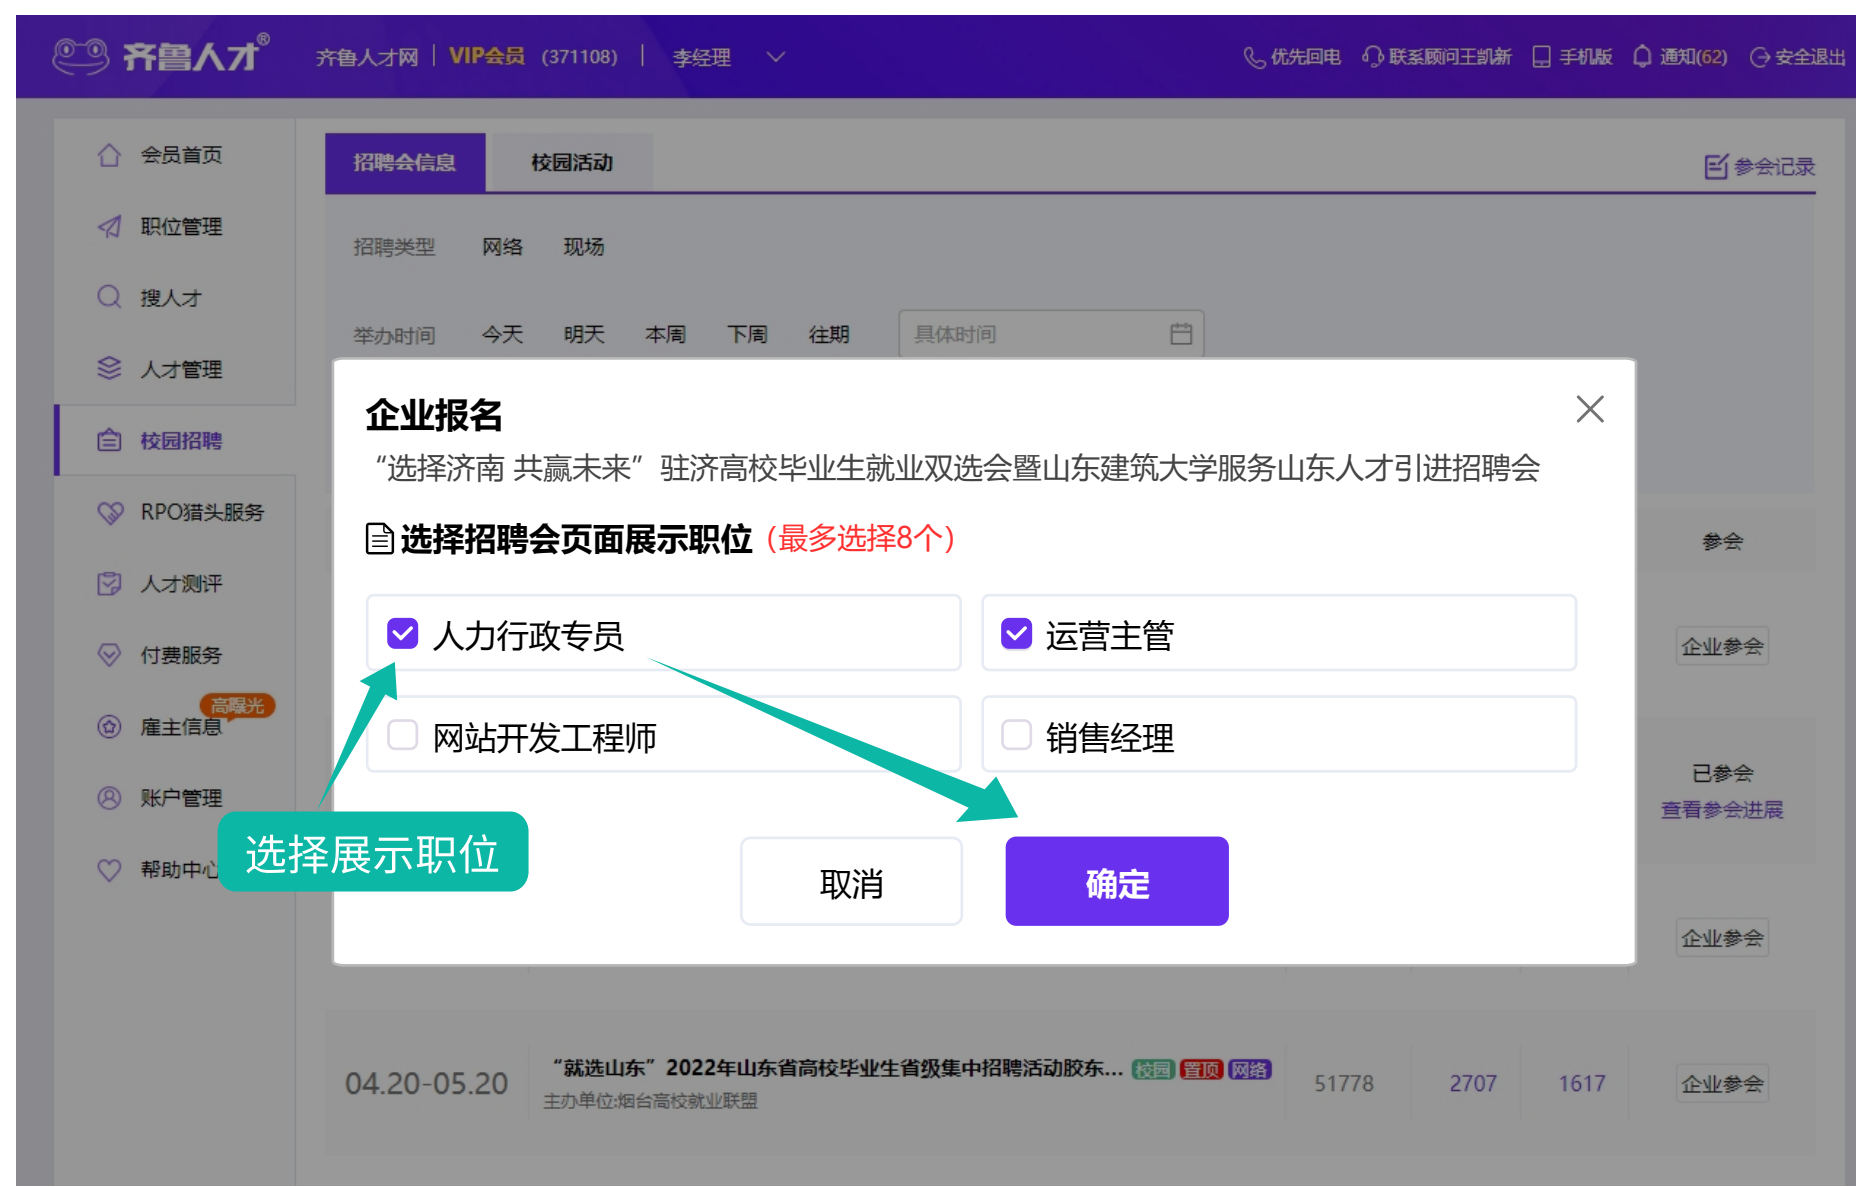 齐鲁人才®
齐鲁人才网 VIP会员 (371108) 李经理
优先回电 联系顾问王凯新 手机版 通知(62) 安全退出
会员首页
职位管理
搜人才
人才管理
校园招聘
RPO猎头服务
人才测评
付费服务
高曝光
雇主信息
账户管理
帮助中心
招聘会信息 校园活动
参会记录
招聘类型 网络 现场
举办时间 今天 明天 本周 下周 往期 具体时间
企业报名
“选择济南 共赢未来”驻济高校毕业生就业双选会暨山东建筑大学服务山东人才引进招聘会
选择招聘会页面展示职位（最多选择8个）
人力行政专员 运营主管
网站开发工程师 销售经理
选择展示职位
取消 确定
参会
企业参会
已参会
查看参会进展
企业参会
04.20-05.20
“就选山东”2022年山东省高校毕业生省级集中招聘活动胶东... 校园 置顶 网络
主办单位:烟台高校就业联盟
51778 2707 1617 企业参会